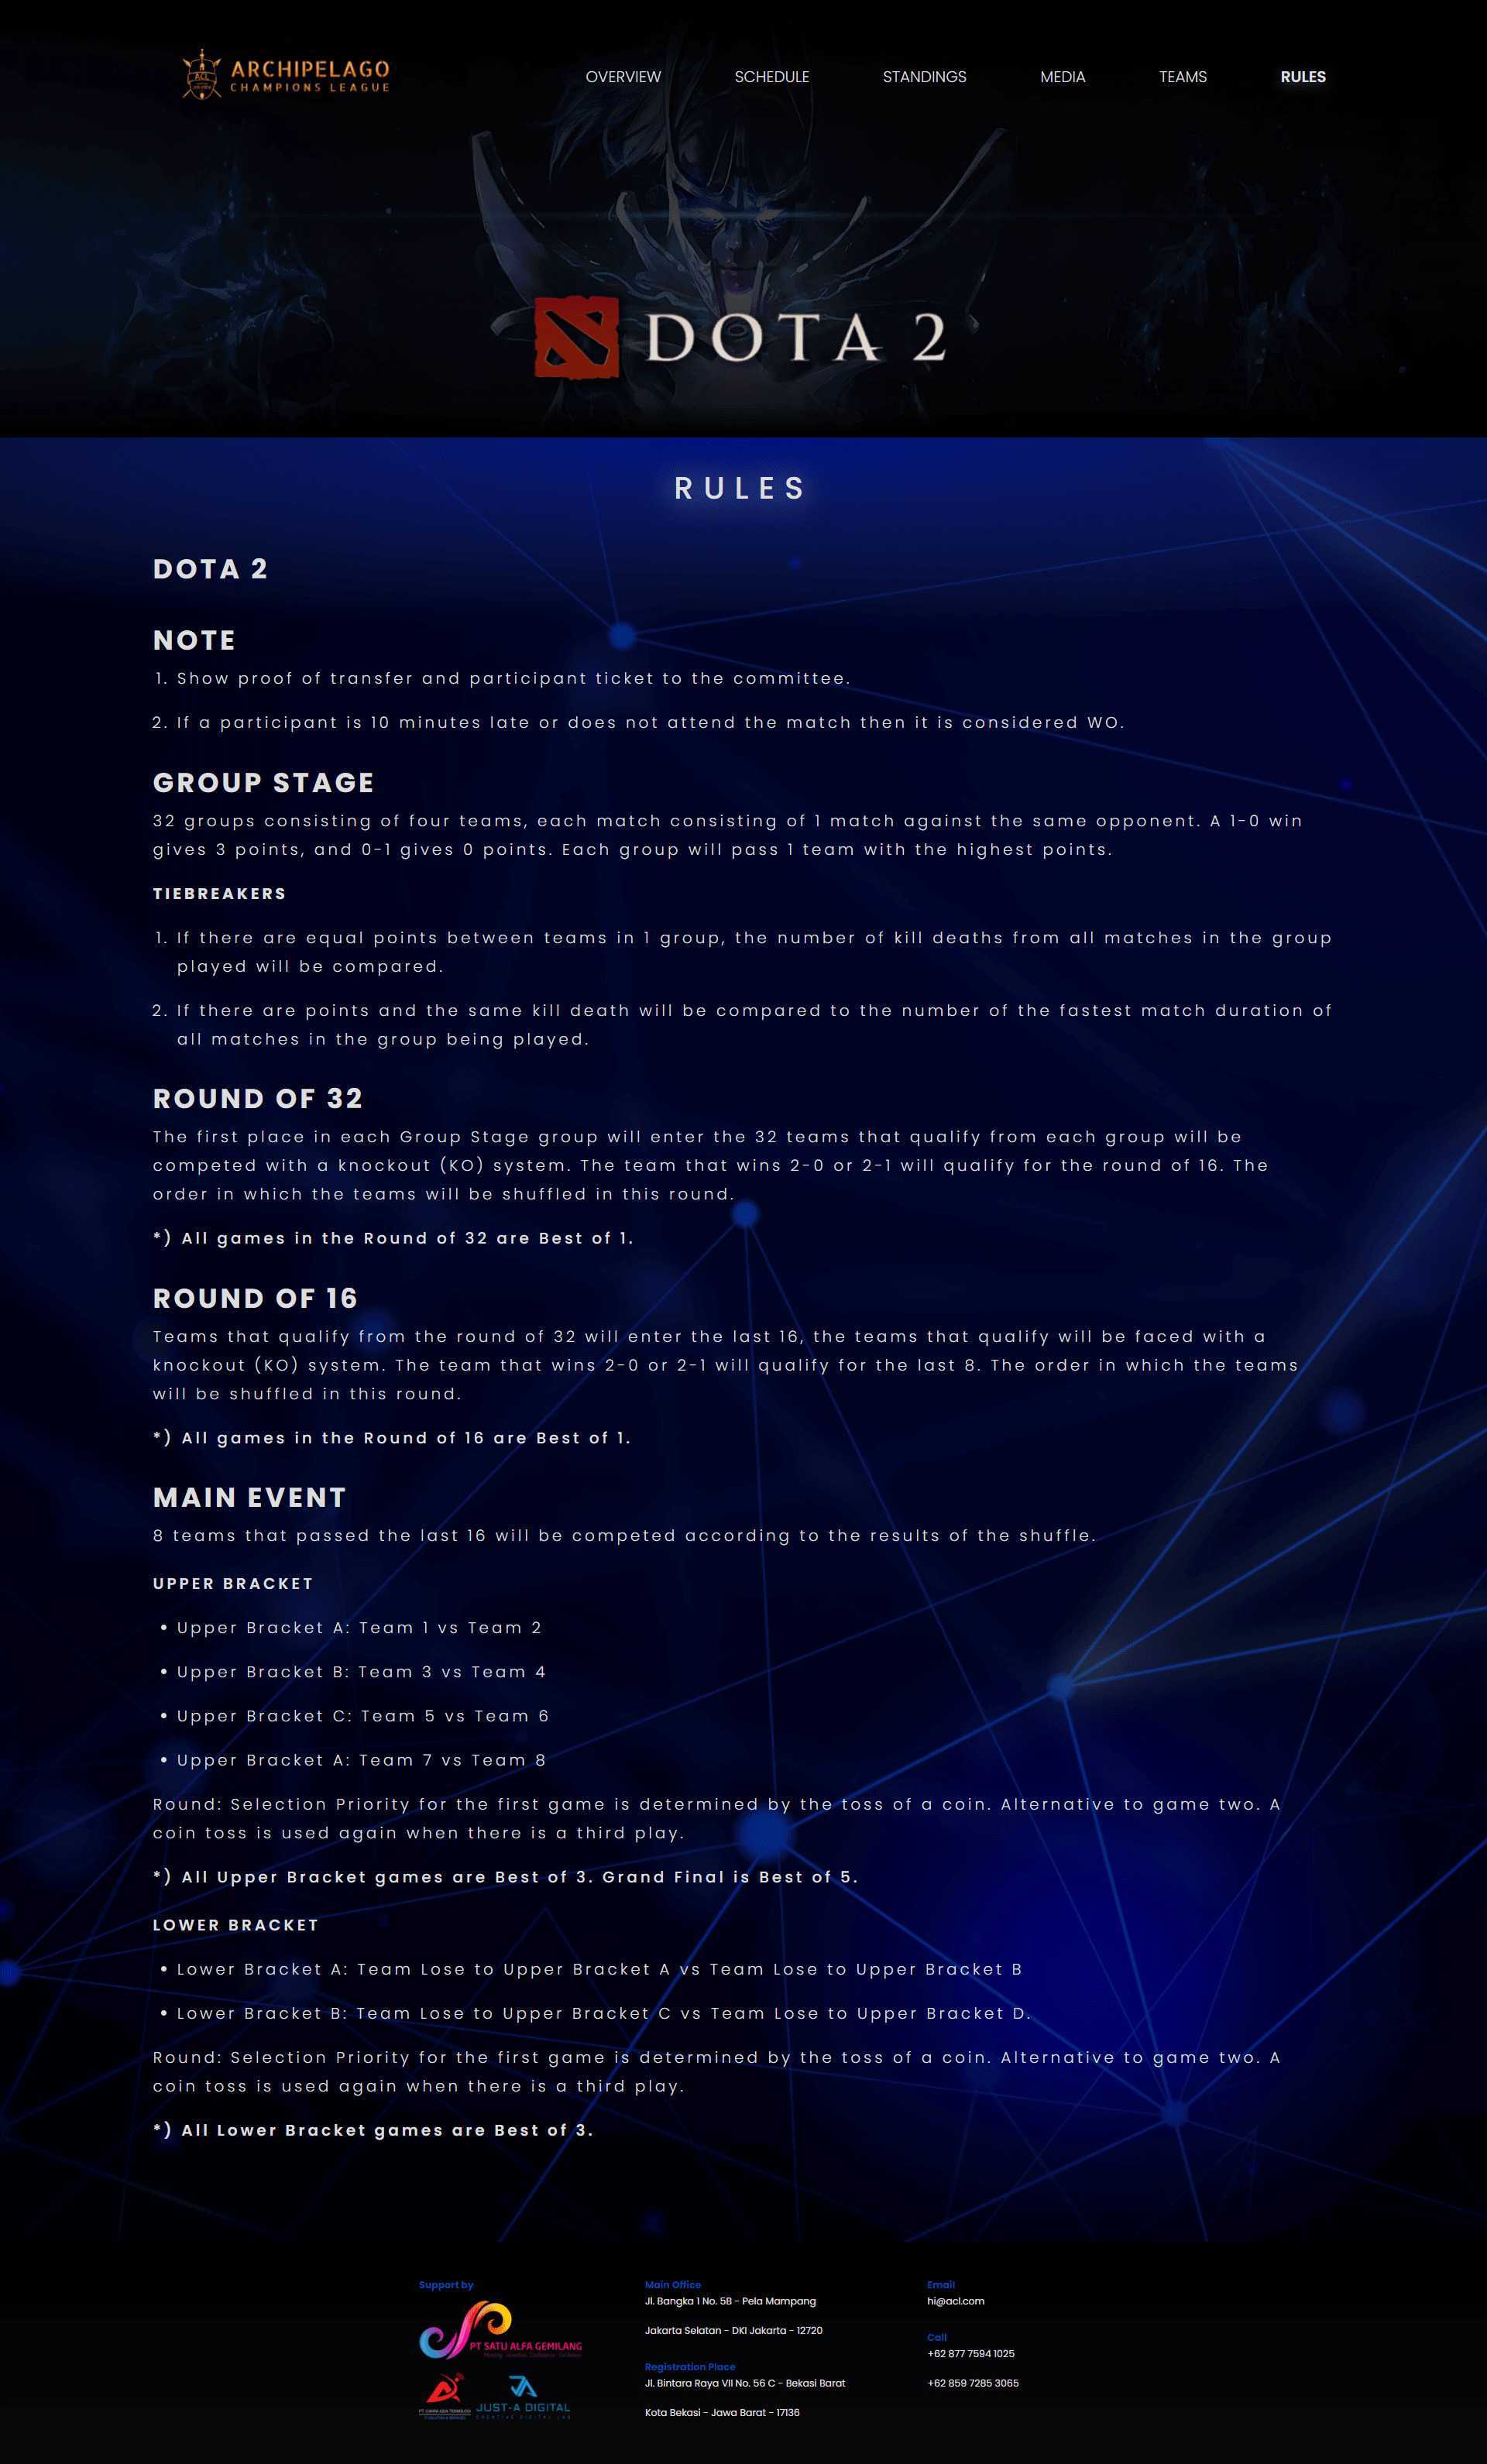 ARCHIPELAGO
CHAMPIONS LEAGUE
ACL
OVERVIEW
SCHEDULE
STANDINGS
MEDIA
TEAMS
RULES
DOTA 2
RULES
DOTA 2
NOTE
1. Show proof of transfer and participant ticket to the committee.
2. If a participant is 10 minutes late or does not attend the match then it is considered WO.
GROUP STAGE
32 groups consisting of four teams, each match consisting of 1 match against the same opponent. A 1-0 win
gives 3 points, and 0-1 gives 0 points. Each group will pass 1 team with the highest points.
TIEBREAKERS
1. If there are equal points between teams in 1 group, the number of kill deaths from all matches in the group
played will be compared.
2. If there are points and the same kill death will be compared to the number of the fastest match duration of
all matches in the group being played.
ROUND OF 32
The first place in each Group Stage group will enter the 32 teams that qualify from each group will be
competed with a knockout (KO) system. The team that wins 2-0 or 2-1 will qualify for the round of 16. The
order in which the teams will be shuffled in this round.
*) All games in the Round of 32 are Best of 1.
ROUND OF 16
Teams that qualify from the round of 32 will enter the last 16, the teams that qualify will be faced with a
knockout (KO) system. The team that wins 2-0 or 2-1 will qualify for the last 8. The order in which the teams
will be shuffled in this round.
*) All games in the Round of 16 are Best of 1.
MAIN EVENT
8 teams that passed the last 16 will be competed according to the results of the shuffle.
UPPER BRACKET
• Upper Bracket A: Team 1 vs Team 2
• Upper Bracket B: Team 3 vs Team 4
• Upper Bracket C: Team 5 vs Team 6
• Upper Bracket A: Team 7 vs Team 8
Round: Selection Priority for the first game is determined by the toss of a coin. Alternative to game two. A
coin toss is used again when there is a third play.
*) All Upper Bracket games are Best of 3. Grand Final is Best of 5.
LOWER BRACKET
• Lower Bracket A: Team Lose to Upper Bracket A vs Team Lose to Upper Bracket B
• Lower Bracket B: Team Lose to Upper Bracket C vs Team Lose to Upper Bracket D.
Round: Selection Priority for the first game is determined by the toss of a coin. Alternative to game two. A
coin toss is used again when there is a third play.
*) All Lower Bracket games are Best of 3.
Support by
PT SATU ALFA GEMILANG
JUST-A DIGITAL
CREATIVE DIGITAL LAB
Main Office
Jl. Bangka 1 No. 5B - Pela Mampang
Jakarta Selatan - DKI Jakarta - 12720
Registration Place
Jl. Bintara Raya VII No. 56 C - Bekasi Barat
Kota Bekasi - Jawa Barat - 17136
Email
hi@acl.com
Call
+62 877 7594 1025
+62 859 7285 3065